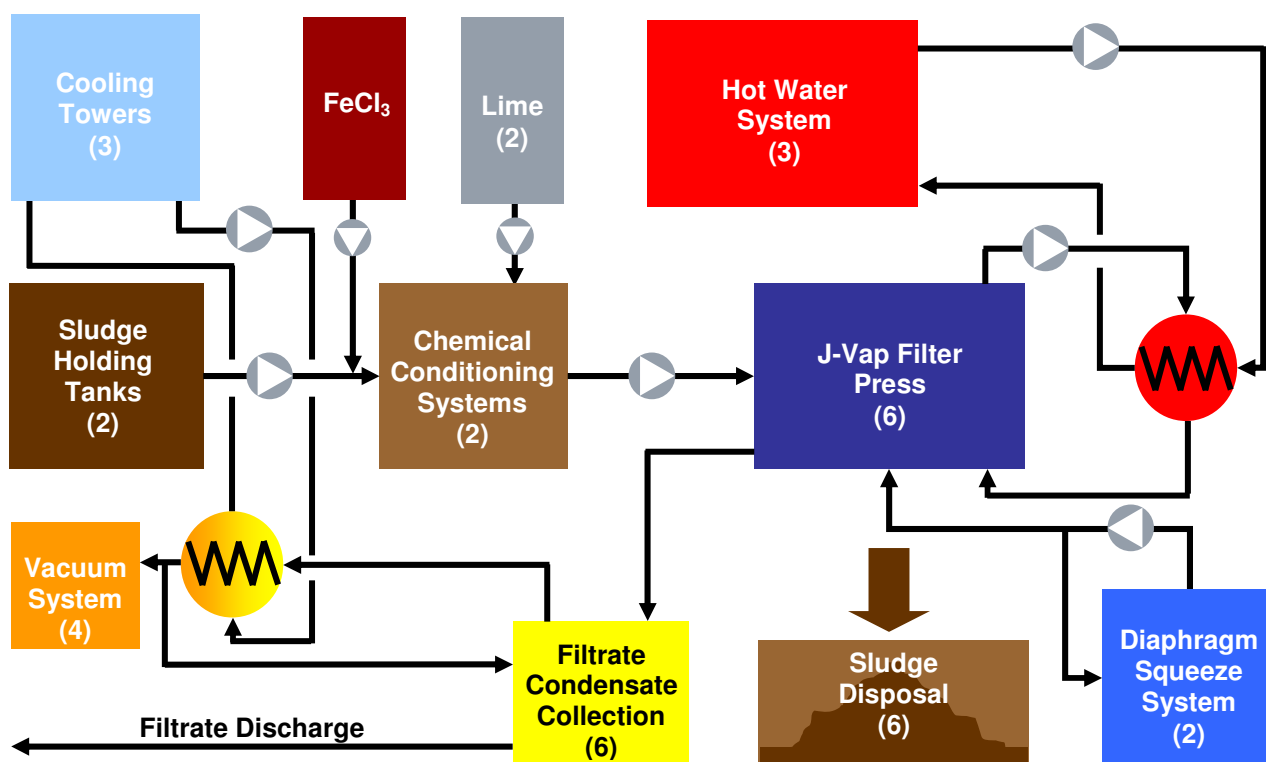 Cooling
Towers
(3)
FeCl₃
Lime
(2)
Hot Water
System
(3)
Sludge
Holding
Tanks
(2)
Chemical
Conditioning
Systems
(2)
J-Vap Filter
Press
(6)
Vacuum
System
(4)
Filtrate
Condensate
Collection
(6)
Sludge
Disposal
(6)
Diaphragm
Squeeze
System
(2)
Filtrate Discharge